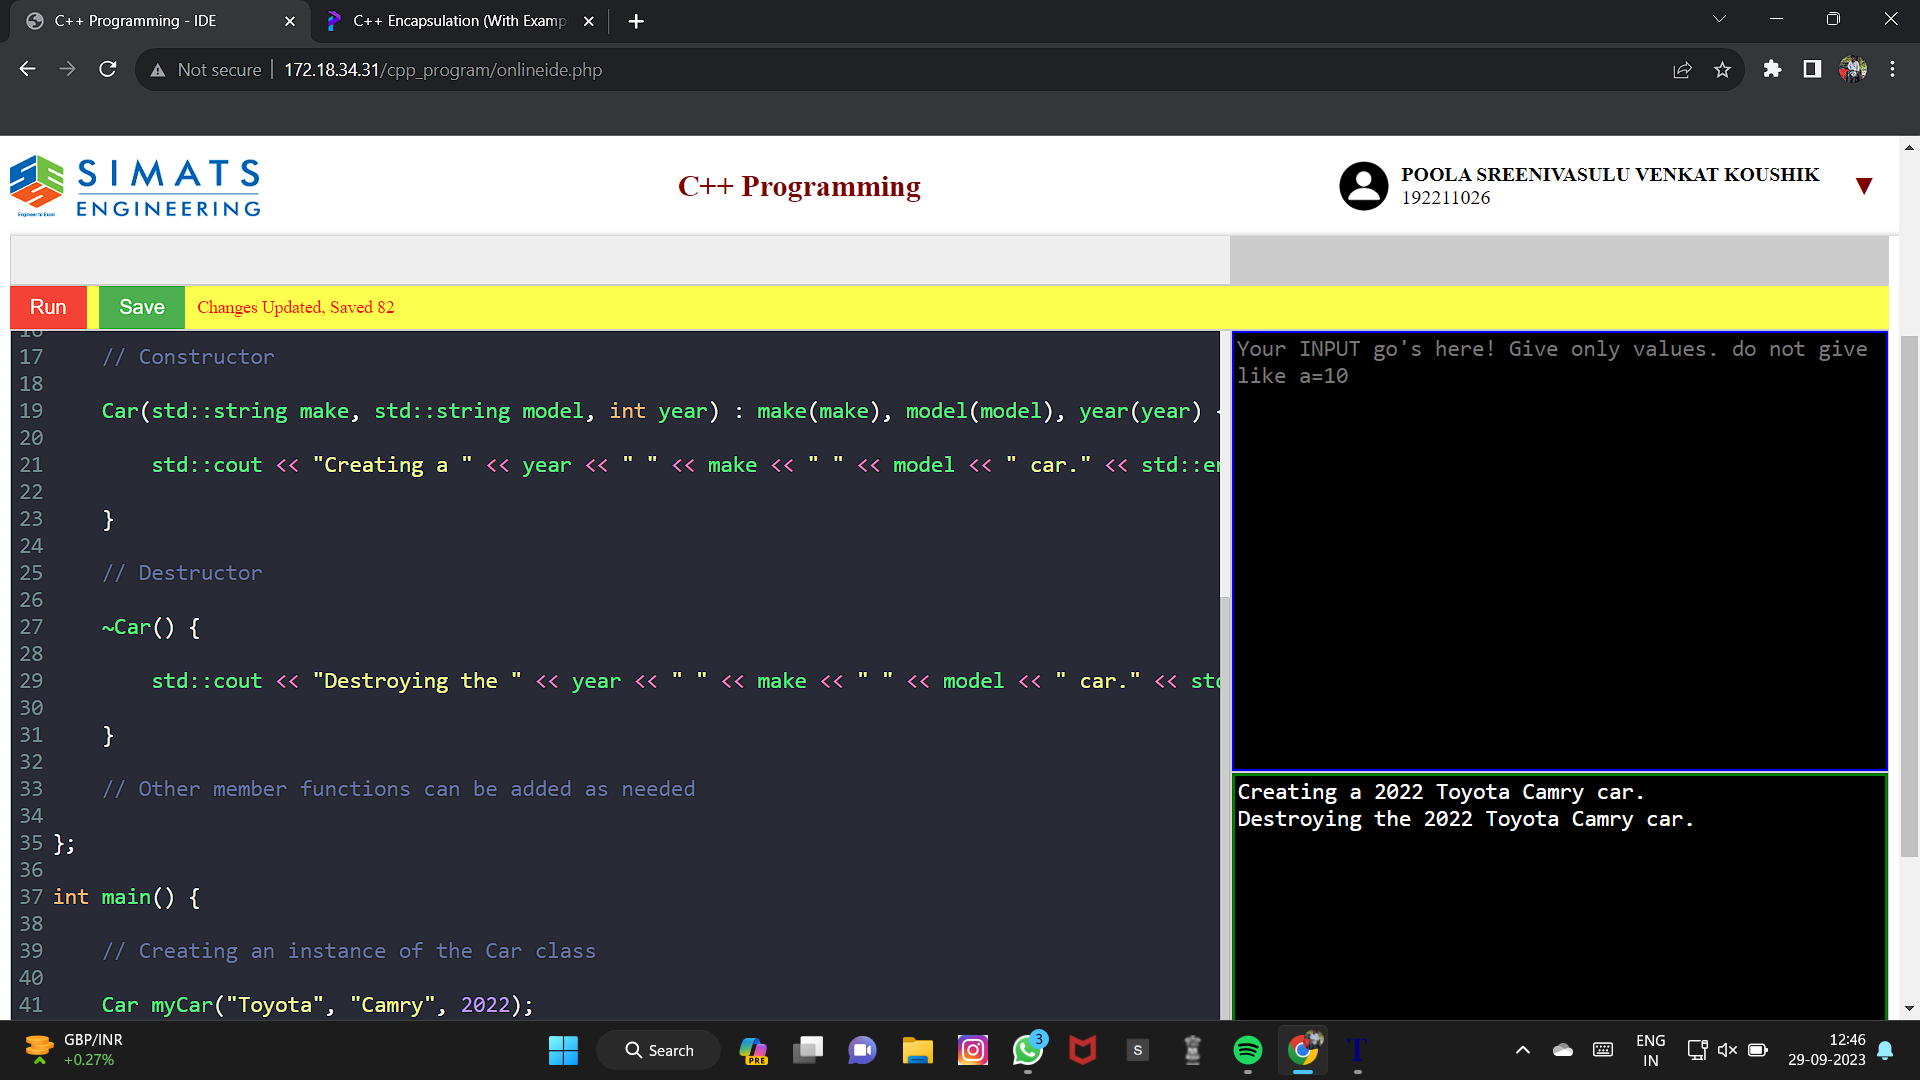 C++ Programming - IDE
C++ Encapsulation (With Examp
Not secure
172.18.34.31/cpp_program/onlineide.php
SIMATS
ENGINEERING
Engineer to Excel
C++ Programming
POOLA SREENIVASULU VENKAT KOUSHIK
192211026
Run
Save
Changes Updated, Saved 82
16
17 // Constructor
18
19 Car(std::string make, std::string model, int year) : make(make), model(model), year(year) {
20
21 std::cout << "Creating a " << year << " " << make << " " << model << " car." << std::en
22
23 }
24
25 // Destructor
26
27 ~Car() {
28
29 std::cout << "Destroying the " << year << " " << make << " " << model << " car." << std
30
31 }
32
33 // Other member functions can be added as needed
34
35 };
36
37 int main() {
38
39 // Creating an instance of the Car class
40
41 Car myCar("Toyota", "Camry", 2022);
Your INPUT go's here! Give only values. do not give
like a=10
Creating a 2022 Toyota Camry car.
Destroying the 2022 Toyota Camry car.
GBP/INR
+0.27%
Search
PRE
3
S
T
ENG
IN
12:46
29-09-2023